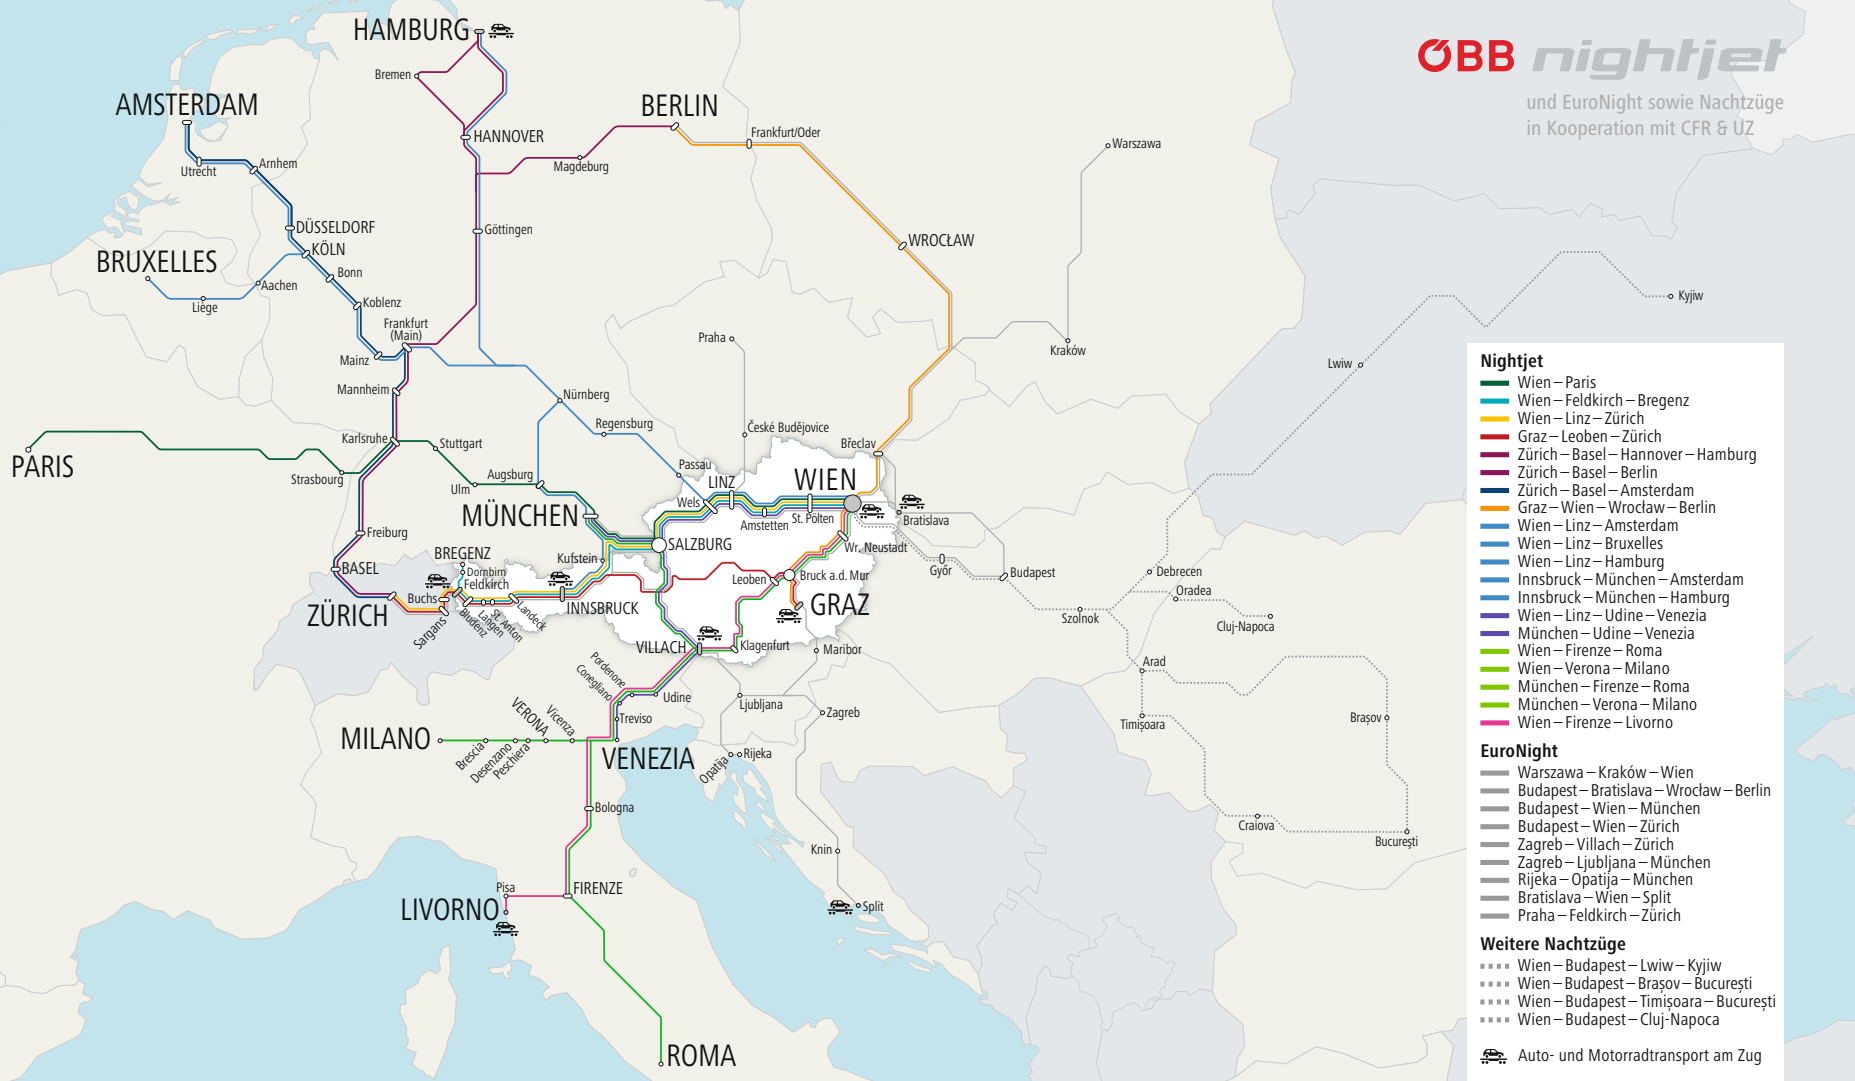 HAMBURG
ÖBB nightjet
Bremen
und EuroNight sowie Nachtzüge
in Kooperation mit CFR & UZ
AMSTERDAM
BERLIN
HANNOVER
Frankfurt/Oder
Warszawa
Utrecht
Arnhem
Magdeburg
DÜSSELDORF
Göttingen
WROCŁAW
KÖLN
BRUXELLES
Bonn
Aachen
Liège
Koblenz
Kyjiw
Frankfurt
(Main)
Praha
Kraków
Mainz
Lwiw
Mannheim
Nürnberg
Regensburg
České Budějovice
Karlsruhe
Stuttgart
Břeclav
PARIS
Strasbourg
Ulm
Augsburg
Passau
LINZ
WIEN
Wels
MÜNCHEN
Amstetten
St. Pölten
Bratislava
Freiburg
SALZBURG
Wr. Neustadt
BREGENZ
Kufstein
BASEL
Dornbirn
Feldkirch
Leoben
Bruck a.d. Mur
Győr
Budapest
Debrecen
Oradea
Buchs
ZÜRICH
Sargans
Bludenz
Langen
St. Anton
Landeck
INNSBRUCK
GRAZ
Szolnok
Cluj-Napoca
VILLACH
Klagenfurt
Maribor
Arad
Pordenone
Conegliano
Udine
Ljubljana
Zagreb
Treviso
Timișoara
Brașov
VERONA
Vicenza
MILANO
Brescia
Desenzano
Peschiera
VENEZIA
Opatija
Rijeka
Bologna
Craiova
București
Knin
Pisa
FIRENZE
LIVORNO
Split
ROMA
Nightjet
Wien – Paris
Wien – Feldkirch – Bregenz
Wien – Linz – Zürich
Graz – Leoben – Zürich
Zürich – Basel – Hannover – Hamburg
Zürich – Basel – Berlin
Zürich – Basel – Amsterdam
Graz – Wien – Wrocław – Berlin
Wien – Linz – Amsterdam
Wien – Linz – Bruxelles
Wien – Linz – Hamburg
Innsbruck – München – Amsterdam
Innsbruck – München – Hamburg
Wien – Linz – Udine – Venezia
München – Udine – Venezia
Wien – Firenze – Roma
Wien – Verona – Milano
München – Firenze – Roma
München – Verona – Milano
Wien – Firenze – Livorno
EuroNight
Warszawa – Kraków – Wien
Budapest – Bratislava – Wrocław – Berlin
Budapest – Wien – München
Budapest – Wien – Zürich
Zagreb – Villach – Zürich
Zagreb – Ljubljana – München
Rijeka – Opatija – München
Bratislava – Wien – Split
Praha – Feldkirch – Zürich
Weitere Nachtzüge
Wien – Budapest – Lwiw – Kyjiw
Wien – Budapest – Brașov – București
Wien – Budapest – Timișoara – București
Wien – Budapest – Cluj-Napoca
Auto- und Motorradtransport am Zug